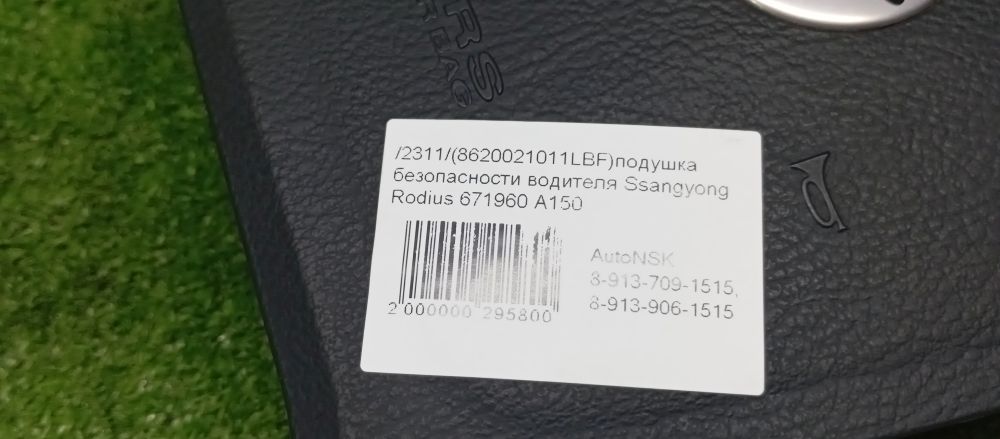 /2311/(8620021011LBF)подушка
безопасности водителя Ssangyong
Rodius 671960 A150
AutoNSK
8-913-709-1515,
8-913-906-1515
2 000000 295800